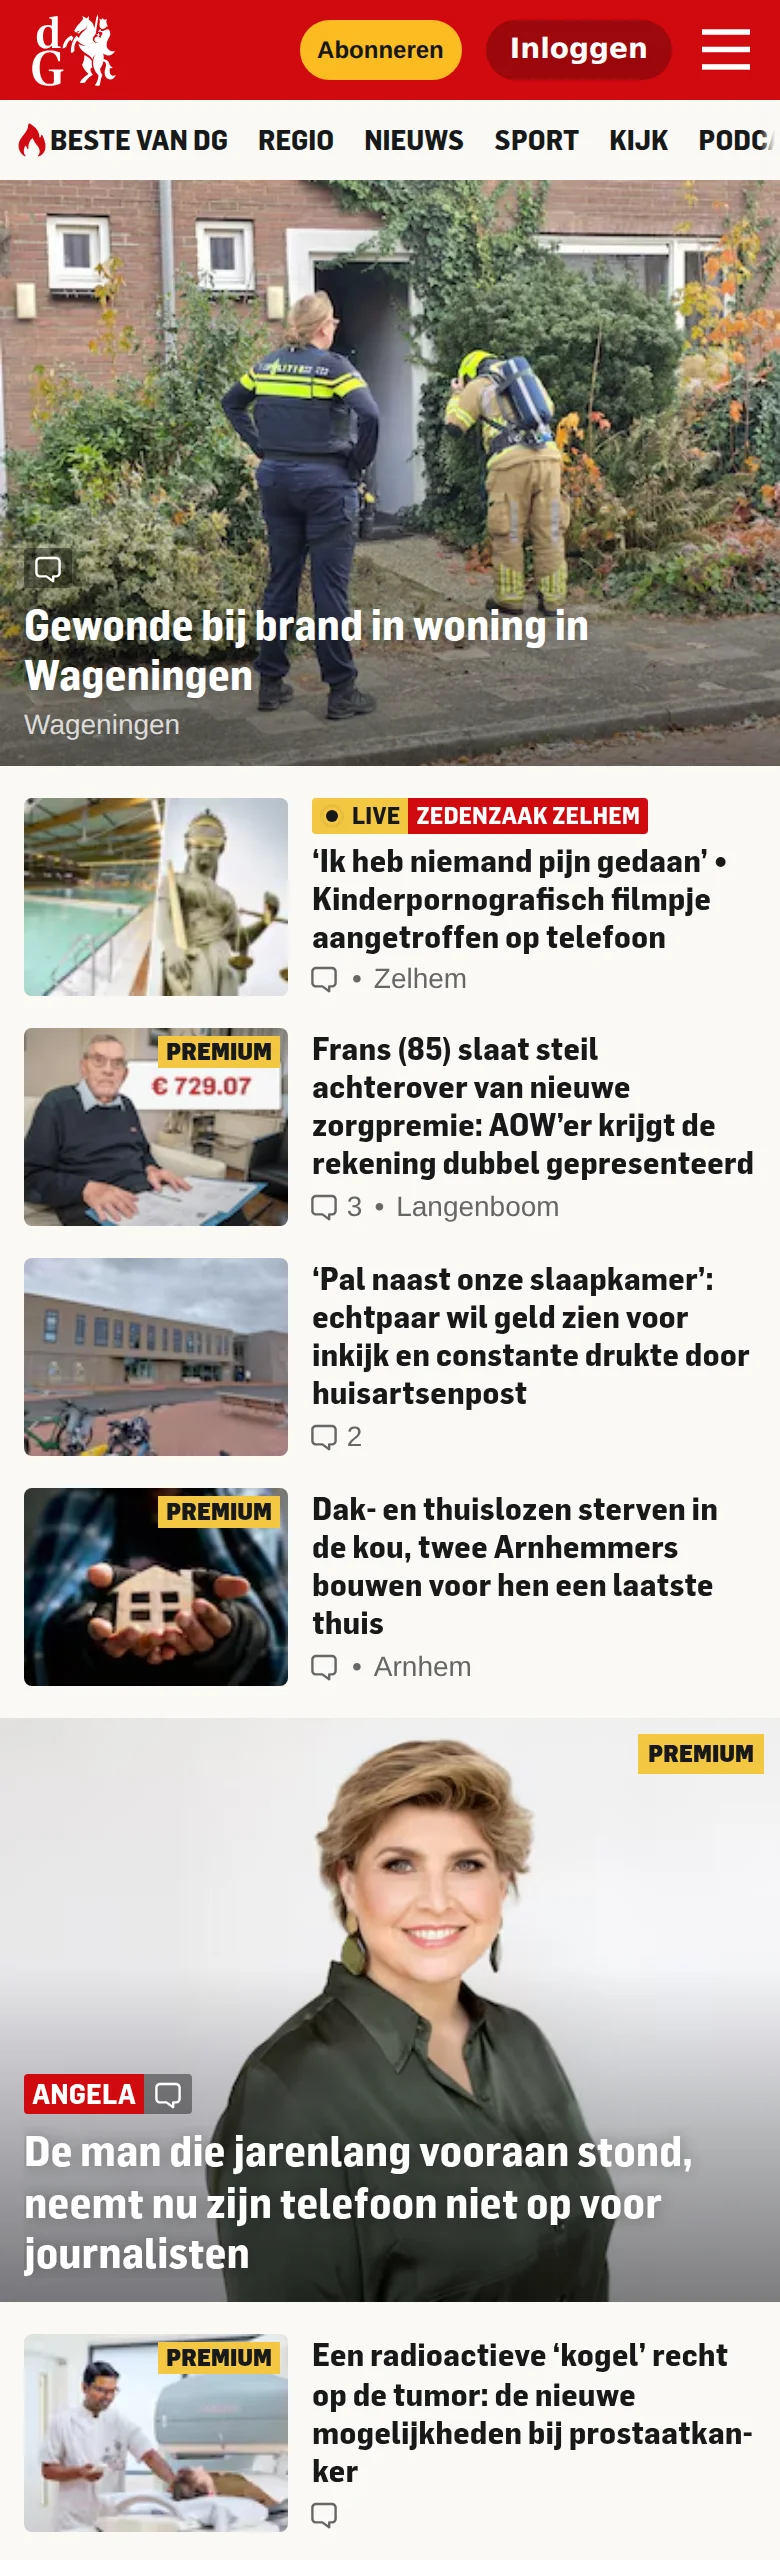 dG
Abonneren
Inloggen
BESTE VAN DG
REGIO
NIEUWS
SPORT
KIJK
PODC
Gewonde bij brand in woning in
Wageningen
Wageningen
LIVE ZEDENZAAK ZELHEM
‘Ik heb niemand pijn gedaan’ •
Kinderpornografisch filmpje
aangetroffen op telefoon
• Zelhem
PREMIUM
€ 729.07
Frans (85) slaat steil
achterover van nieuwe
zorgpremie: AOW’er krijgt de
rekening dubbel gepresenteerd
3 • Langenboom
‘Pal naast onze slaapkamer’:
echtpaar wil geld zien voor
inkijk en constante drukte door
huisartsenpost
2
PREMIUM
Dak- en thuislozen sterven in
de kou, twee Arnhemmers
bouwen voor hen een laatste
thuis
• Arnhem
PREMIUM
ANGELA
De man die jarenlang vooraan stond,
neemt nu zijn telefoon niet op voor
journalisten
PREMIUM
Een radioactieve ‘kogel’ recht
op de tumor: de nieuwe
mogelijkheden bij prostaatkan-
ker